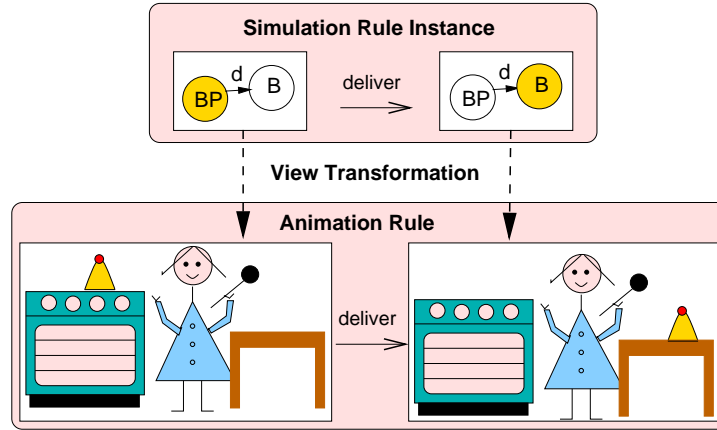 Simulation Rule Instance
BP
d
B
deliver
BP
d
B
View Transformation
Animation Rule
deliver